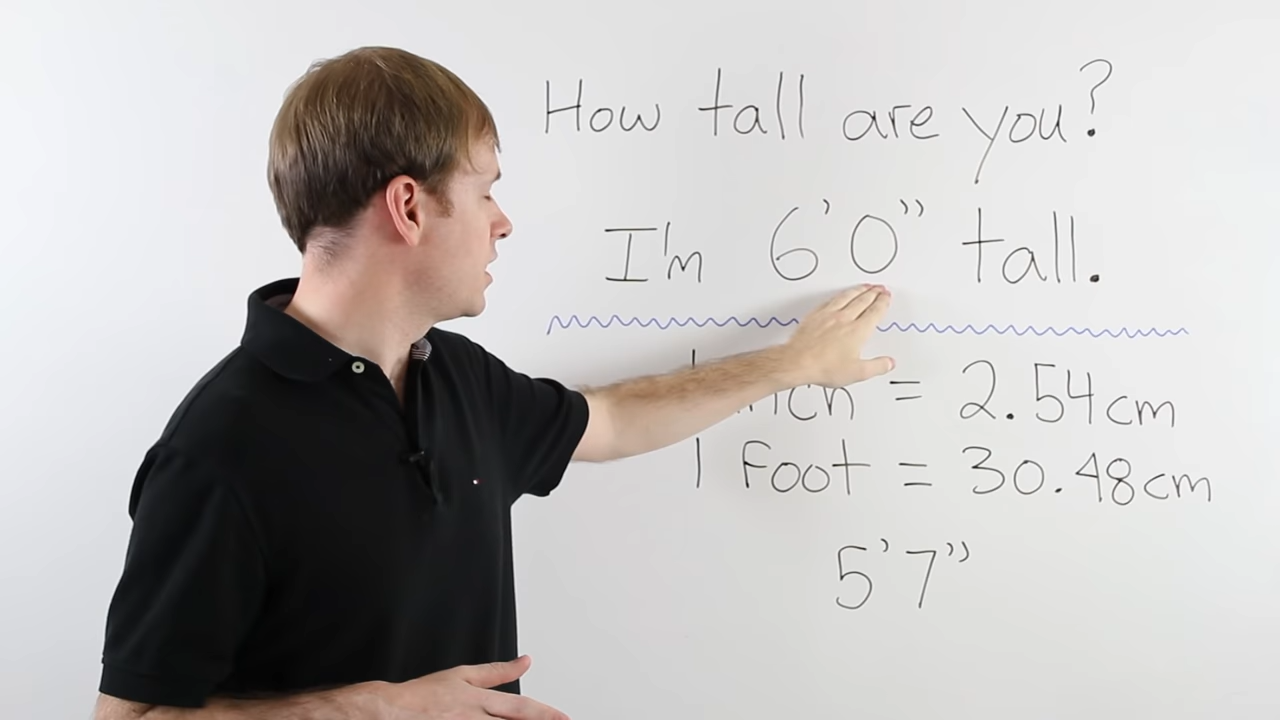 How tall are you?
I'm 6'0" tall.
= 2.54cm
1 Foot = 30.48cm
5'7"